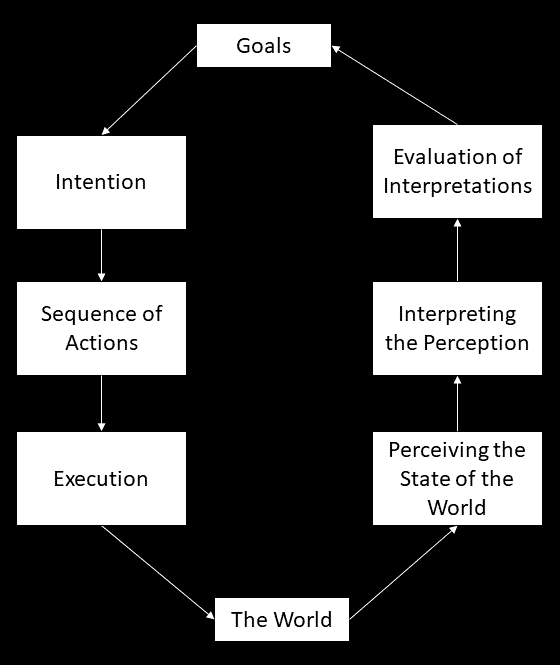 Goals
Intention
Sequence of
Actions
Execution
The World
Perceiving the
State of the
World
Interpreting
the Perception
Evaluation of
Interpretations